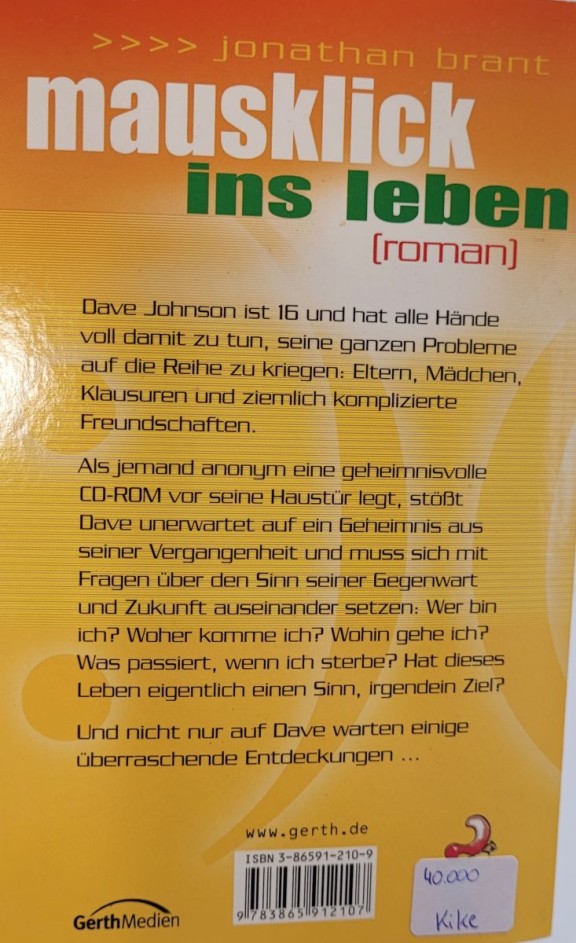 >>>> jonathan brant
mausklick
ins leben
(roman)
Dave Johnson ist 16 und hat alle Hände
voll damit zu tun, seine ganzen Probleme
auf die Reihe zu kriegen: Eltern, Mädchen,
Klausuren und ziemlich komplizierte
Freundschaften.
Als jemand anonym eine geheimnisvolle
CD-ROM vor seine Haustür legt, stößt
Dave unerwartet auf ein Geheimnis aus
seiner Vergangenheit und muss sich mit
Fragen über den Sinn seiner Gegenwart
und Zukunft auseinander setzen: Wer bin
ich? Woher komme ich? Wohin gehe ich?
Was passiert, wenn ich sterbe? Hat dieses
Leben eigentlich einen Sinn, irgendein Ziel?
Und nicht nur auf Dave warten einige
überraschende Entdeckungen ...
www.gerth.de
ISBN 3-86591-210-9
9 783865 912107
GerthMedien
40.000
Kike